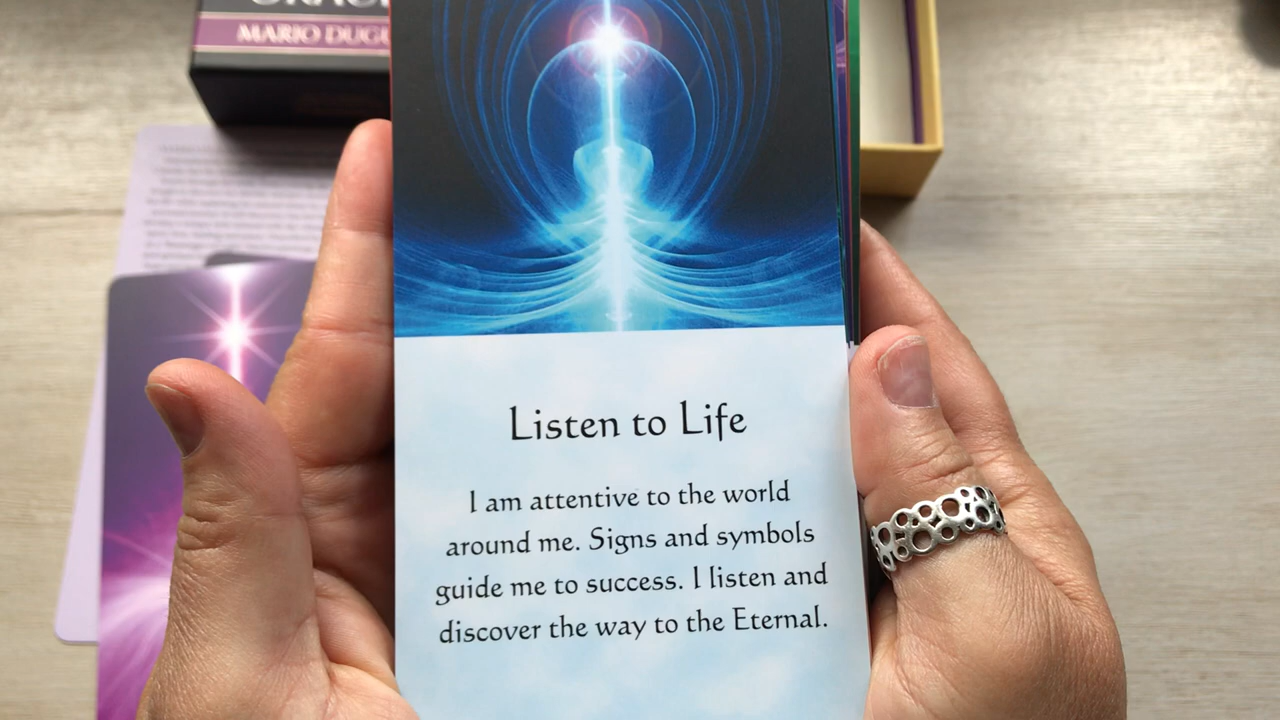 MARIO
Listen to Life
I am attentive to the world
around me. Signs and symbols
guide me to success. I listen and
discover the way to the Eternal.